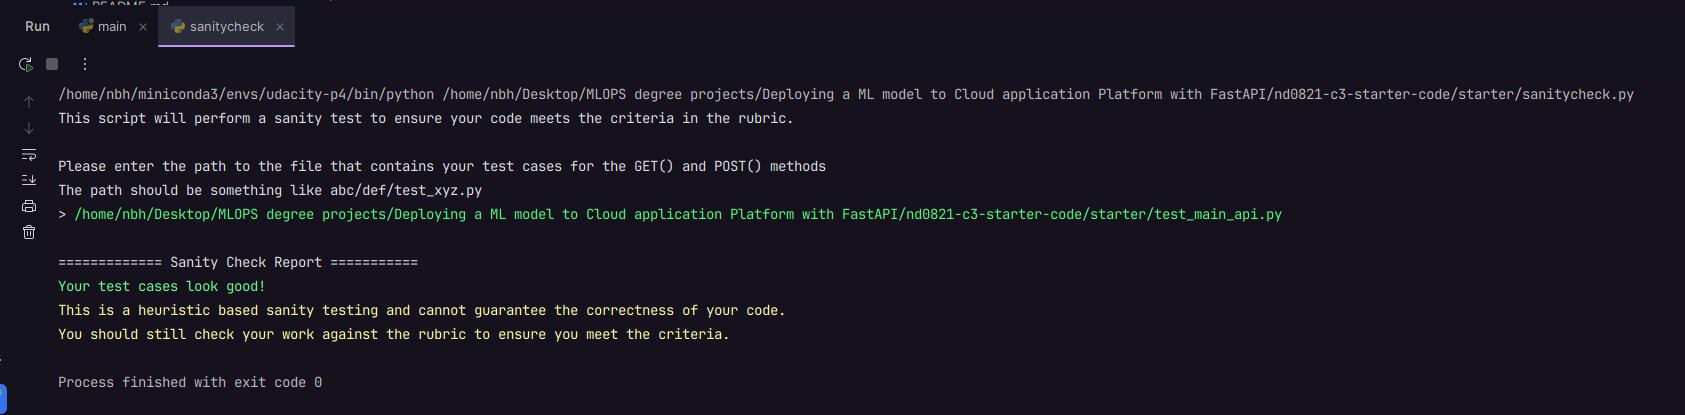 README.md
Run main sanitycheck
/home/nbh/miniconda3/envs/udacity-p4/bin/python /home/nbh/Desktop/MLOPS degree projects/Deploying a ML model to Cloud application Platform with FastAPI/nd0821-c3-starter-code/starter/sanitycheck.py
This script will perform a sanity test to ensure your code meets the criteria in the rubric.
Please enter the path to the file that contains your test cases for the GET() and POST() methods
The path should be something like abc/def/test_xyz.py
> /home/nbh/Desktop/MLOPS degree projects/Deploying a ML model to Cloud application Platform with FastAPI/nd0821-c3-starter-code/starter/test_main_api.py
============= Sanity Check Report ===========
Your test cases look good!
This is a heuristic based sanity testing and cannot guarantee the correctness of your code.
You should still check your work against the rubric to ensure you meet the criteria.
Process finished with exit code 0